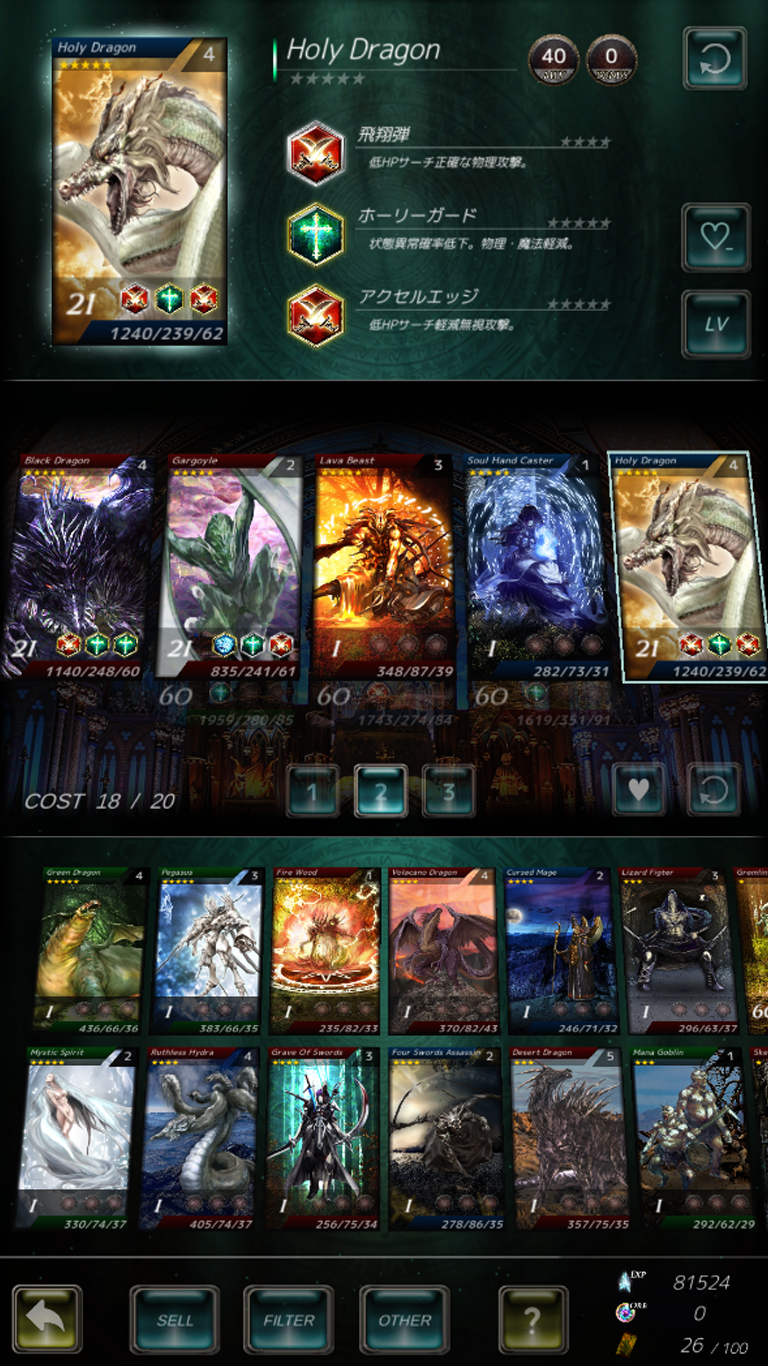 Holy Dragon
4
21
1240/239/62
Holy Dragon
40
0
飛翔弾
低HPサーチ正確な物理攻撃。
ホーリーガード
状態異常確率低下。物理・魔法軽減。
アクセルエッジ
低HPサーチ軽減無視攻撃。
LV
Black Dragon
4
21
1140/248/60
Gargoyle
2
21
835/241/61
Lava Beast
3
1
348/87/39
Soul Hand Caster
1
1
282/73/31
Holy Dragon
4
21
1240/239/62
60
1959/280/85
60
1743/274/84
60
1619/351/91
COST 18 / 20
1
2
3
Green Dragon
4
1
436/66/36
Pegasus
3
1
383/66/35
Fire Wood
1
1
235/82/33
Volacano Dragon
4
1
370/82/43
Cursed Mage
2
1
246/71/32
Lizard Figter
3
1
296/63/37
Gremlin
60
Mystic Spirit
2
1
330/74/37
Ruthless Hydra
4
1
405/74/37
Grave Of Swords
3
1
256/75/34
Four Swords Assassin
2
1
278/86/35
Desert Dragon
5
1
357/75/35
Mana Goblin
1
1
292/62/29
Ske
SELL
FILTER
OTHER
?
EXP
81524
ORB
0
26 / 100